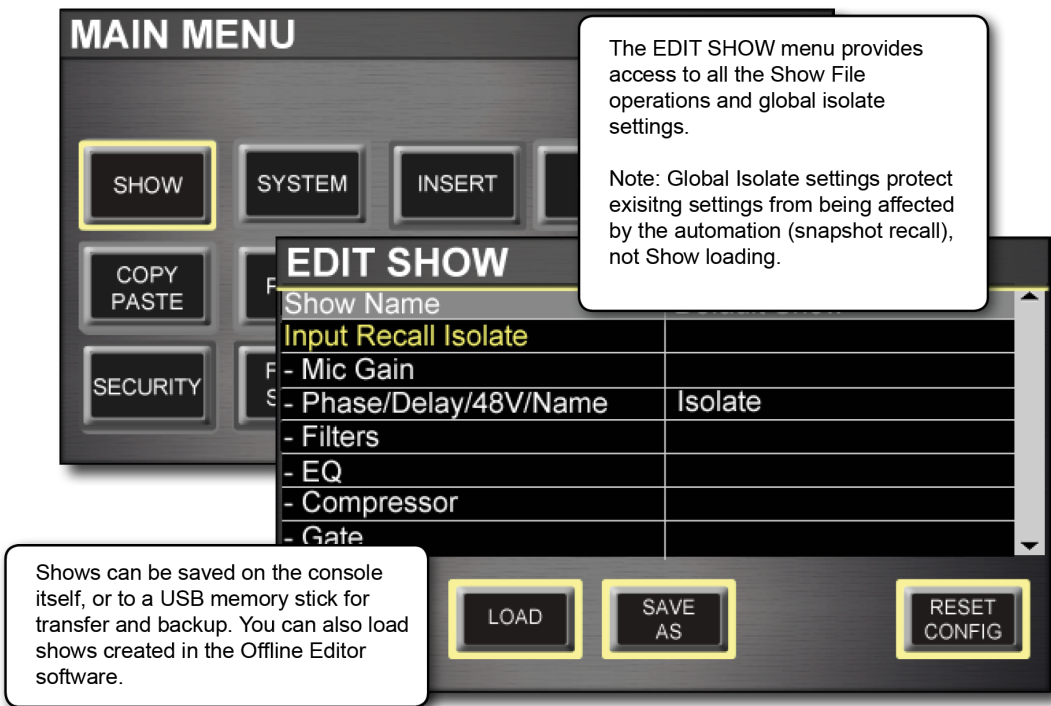 MAIN MENU
The EDIT SHOW menu provides
access to all the Show File
operations and global isolate
settings.
Note: Global Isolate settings protect
exisitng settings from being affected
by the automation (snapshot recall),
not Show loading.
SHOW
SYSTEM
INSERT
COPY
PASTE
SECURITY
EDIT SHOW
Show Name
Input Recall Isolate
- Mic Gain
- Phase/Delay/48V/Name Isolate
- Filters
- EQ
- Compressor
- Gate
Shows can be saved on the console
itself, or to a USB memory stick for
transfer and backup. You can also load
shows created in the Offline Editor
software.
LOAD
SAVE
AS
RESET
CONFIG